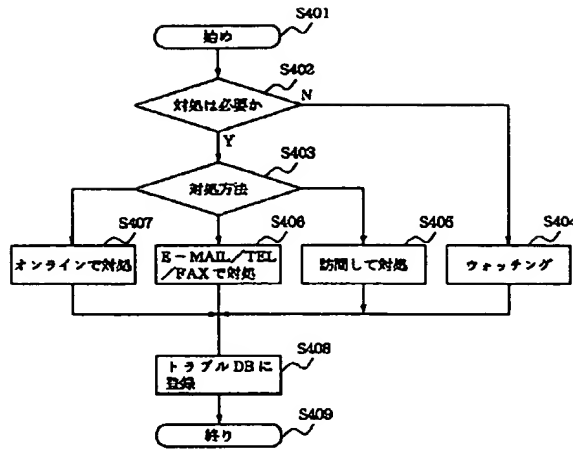 S401
始め
S402
対処は必要か
N
Y
S403
対処方法
S407
オンラインで対処
S406
E-MAIL/TEL
/FAXで対処
S405
訪問して対処
S404
ウォッチング
S408
トラブルDBに
登録
S409
終り